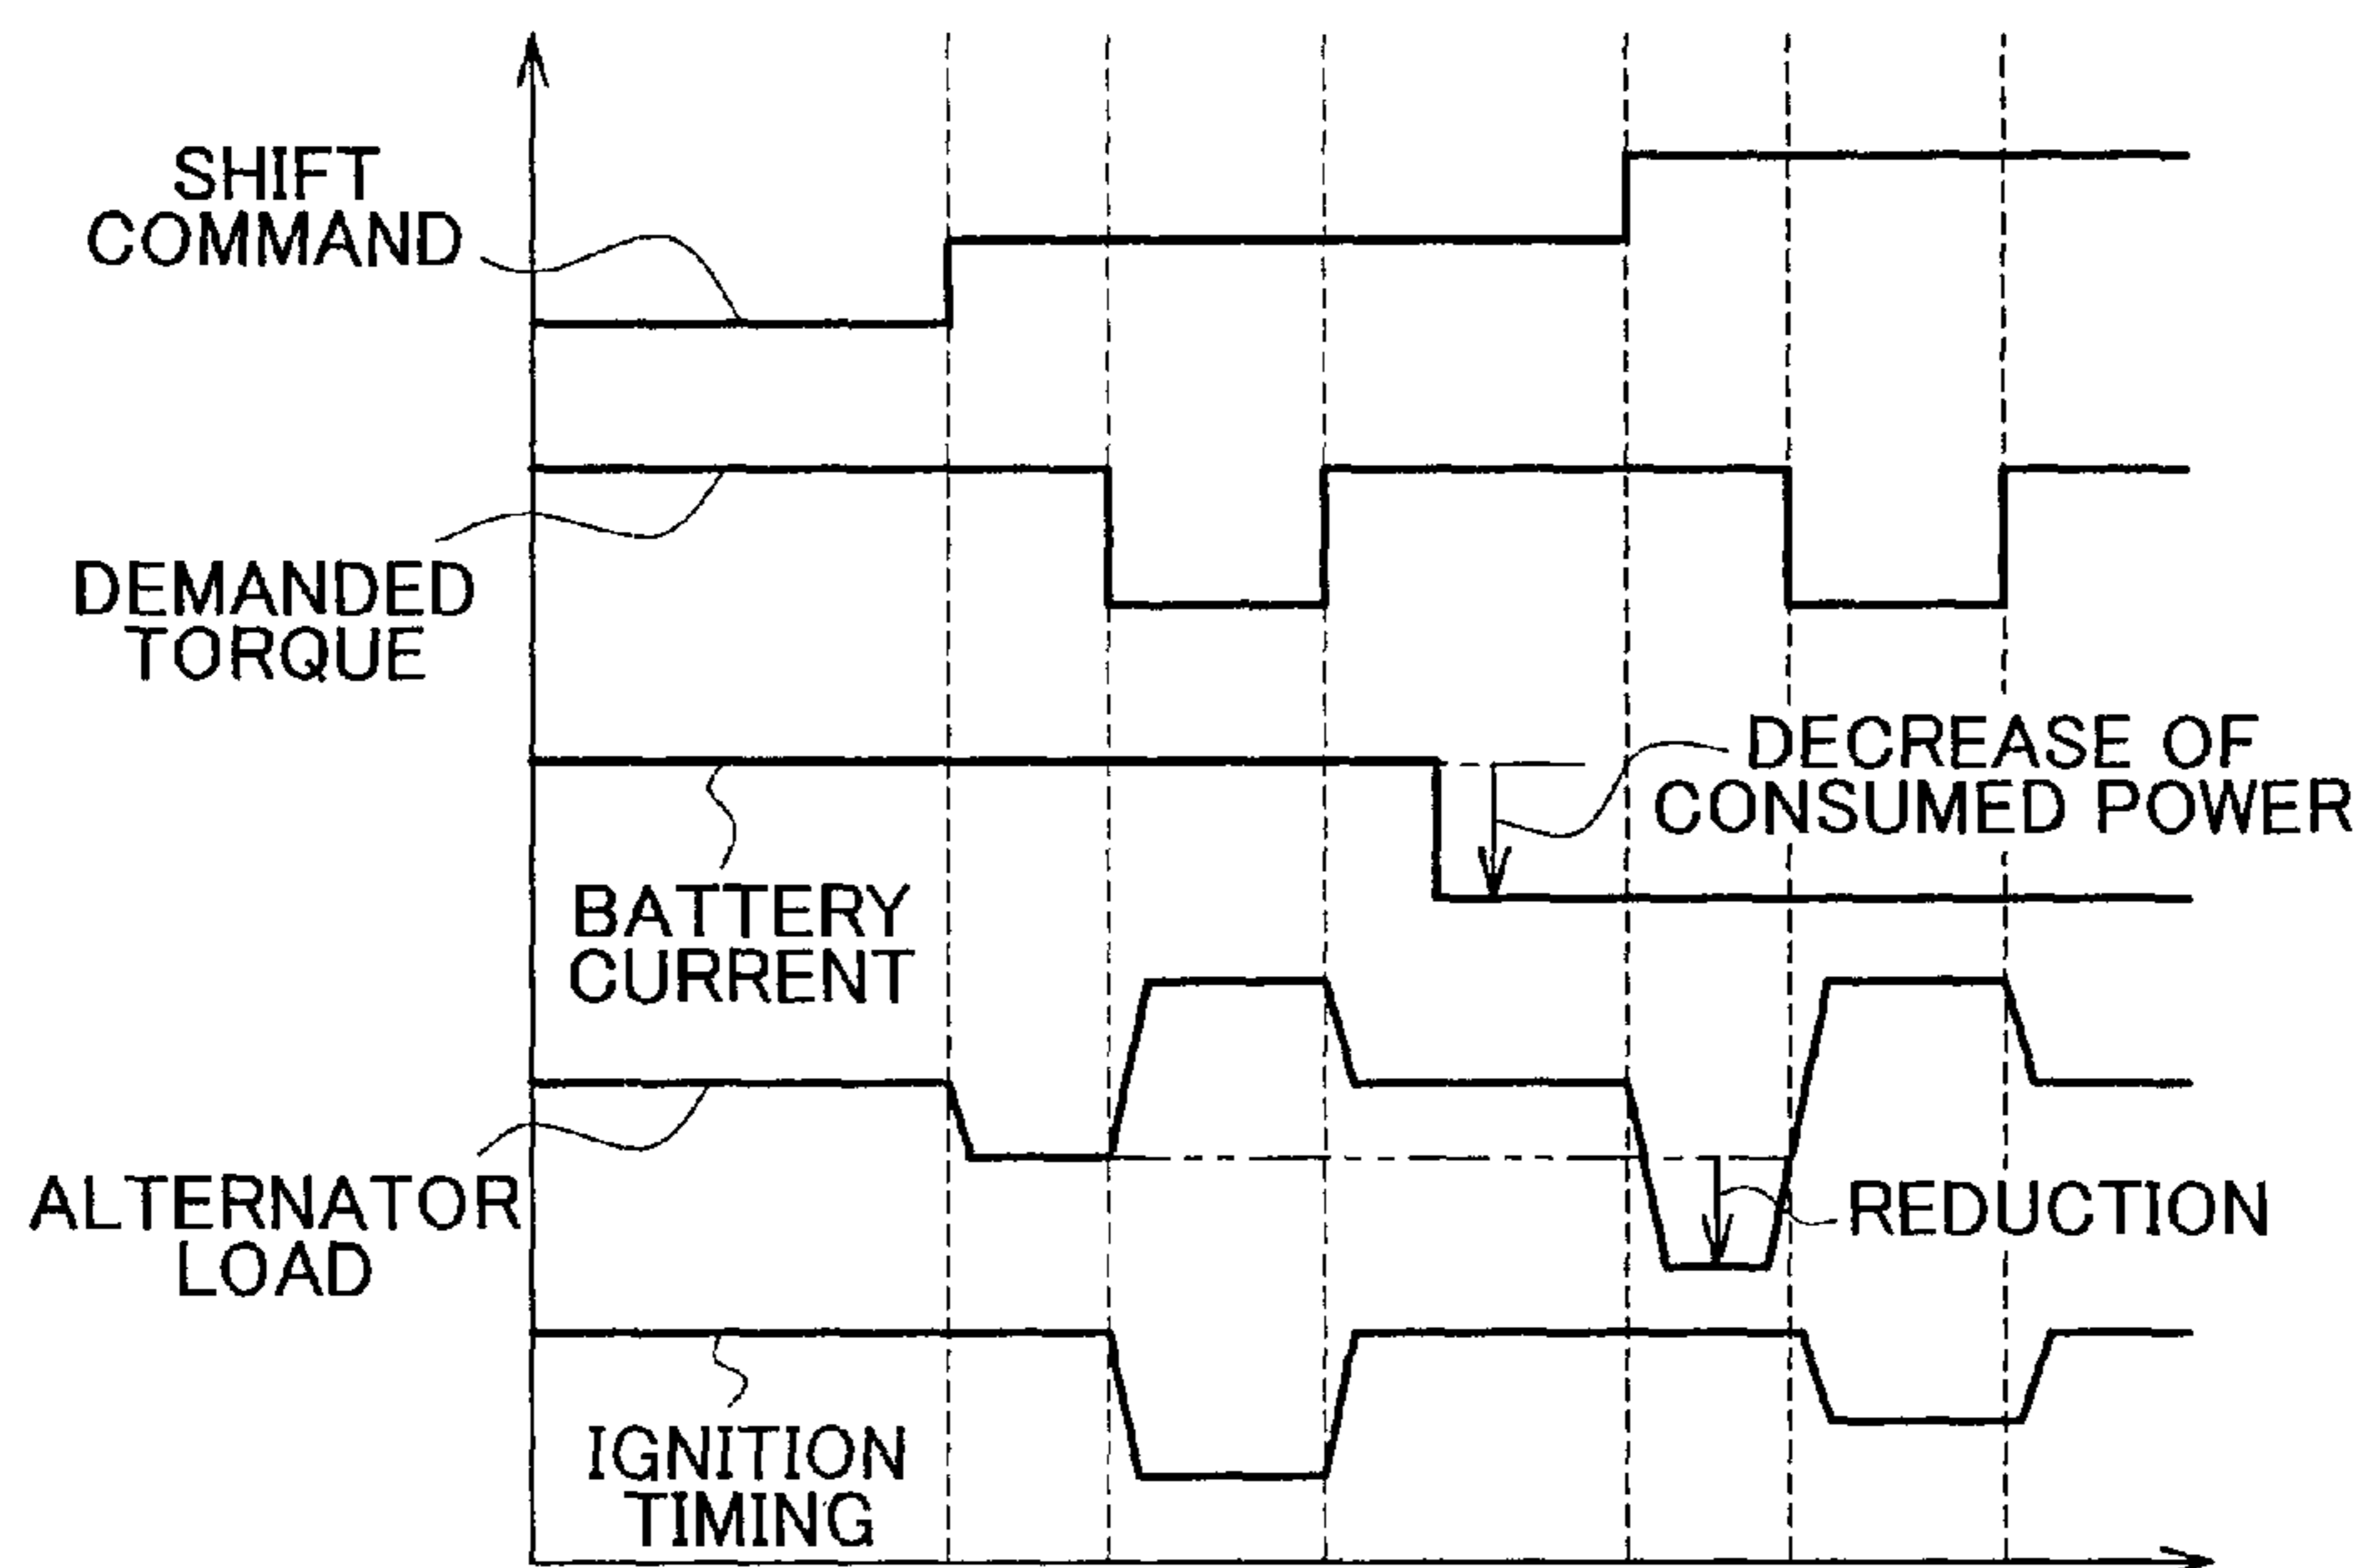 SHIFT
COMMAND
DEMANDED
TORQUE
DECREASE OF
CONSUMED POWER
BATTERY
CURRENT
ALTERNATOR
LOAD
REDUCTION
IGNITION
TIMING